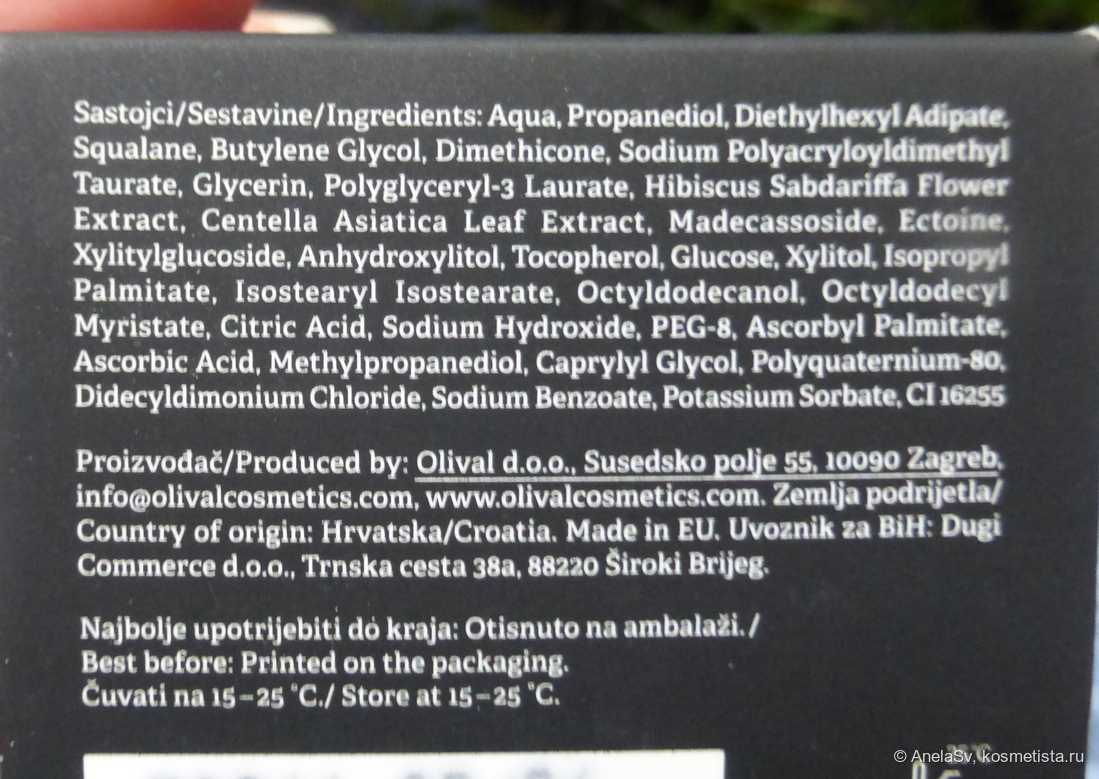 Sastojci/Sestavine/Ingredients: Aqua, Propanediol, Diethylhexyl Adipate,
Squalane, Butylene Glycol, Dimethicone, Sodium Polyacryloyldimethyl
Taurate, Glycerin, Polyglyceryl-3 Laurate, Hibiscus Sabdariffa Flower
Extract, Centella Asiatica Leaf Extract, Madecassoside, Ectoine,
Xylitylglucoside, Anhydroxylitol, Tocopherol, Glucose, Xylitol, Isopropyl
Palmitate, Isostearyl Isostearate, Octyldodecanol, Octyldodecyl
Myristate, Citric Acid, Sodium Hydroxide, PEG-8, Ascorbyl Palmitate,
Ascorbic Acid, Methylpropanediol, Caprylyl Glycol, Polyquaternium-80,
Didecyldimonium Chloride, Sodium Benzoate, Potassium Sorbate, CI 16255
Proizvođač/Produced by: Olival d.o.o., Susedsko polje 55, 10090 Zagreb,
info@olivalcosmetics.com, www.olivalcosmetics.com. Zemlja podrijetla/
Country of origin: Hrvatska/Croatia. Made in EU. Uvoznik za BiH: Dugi
Commerce d.o.o., Trnska cesta 38a, 88220 Široki Brijeg.
Najbolje upotrijebiti do kraja: Otisnuto na ambalaži./
Best before: Printed on the packaging.
Čuvati na 15–25 °C./ Store at 15–25 °C.
© AnelaSv, kosmetista.ru